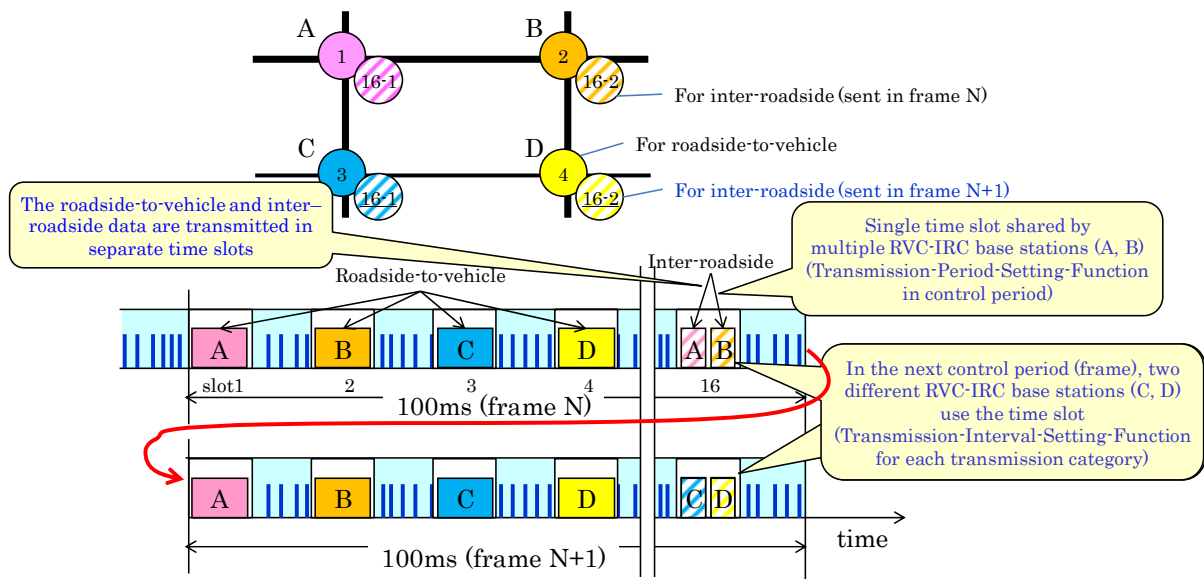 A
B
1
2
16-1
16-2
For inter-roadside (sent in frame N)
C
D
For roadside-to-vehicle
3
4
16-1
16-2
For inter-roadside (sent in frame N+1)
The roadside-to-vehicle and inter–
roadside data are transmitted in
separate time slots
Single time slot shared by
multiple RVC-IRC base stations (A, B)
(Transmission-Period-Setting-Function
in control period)
Roadside-to-vehicle
Inter-roadside
A
B
C
D
A
B
slot1
2
3
4
16
100ms (frame N)
In the next control period (frame), two
different RVC-IRC base stations (C, D)
use the time slot
(Transmission-Interval-Setting-Function
for each transmission category)
A
B
C
D
C
D
time
100ms (frame N+1)